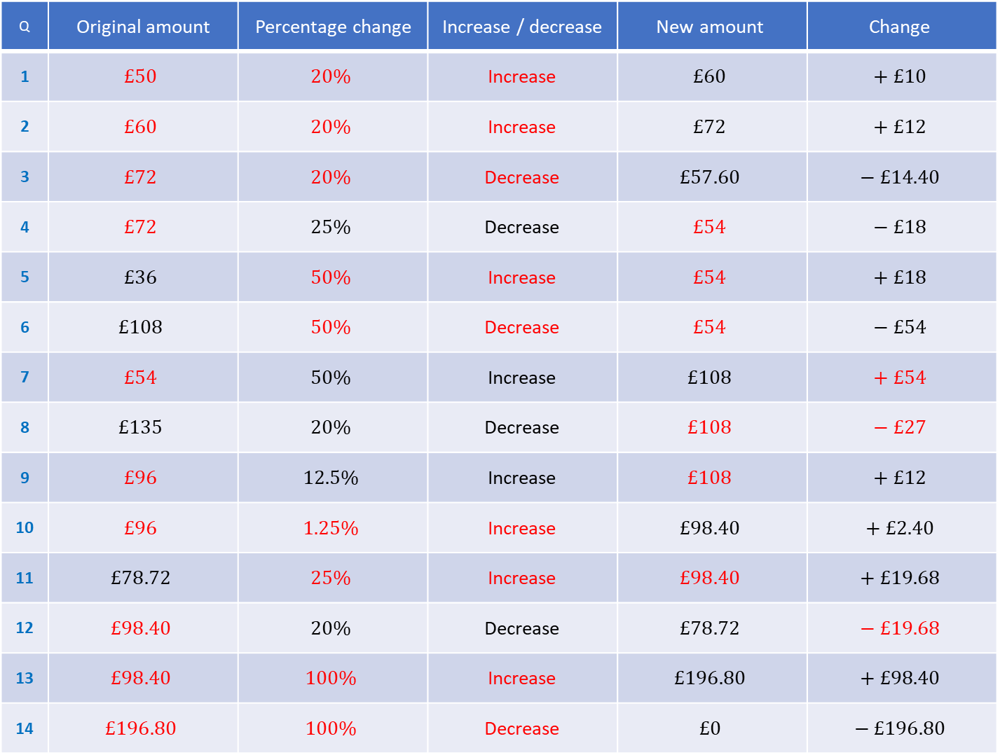 Q Original amount Percentage change Increase / decrease New amount Change
1 £50 20% Increase £60 + £10
2 £60 20% Increase £72 + £12
3 £72 20% Decrease £57.60 − £14.40
4 £72 25% Decrease £54 − £18
5 £36 50% Increase £54 + £18
6 £108 50% Decrease £54 − £54
7 £54 50% Increase £108 + £54
8 £135 20% Decrease £108 − £27
9 £96 12.5% Increase £108 + £12
10 £96 1.25% Increase £98.40 + £2.40
11 £78.72 25% Increase £98.40 + £19.68
12 £98.40 20% Decrease £78.72 − £19.68
13 £98.40 100% Increase £196.80 + £98.40
14 £196.80 100% Decrease £0 − £196.80